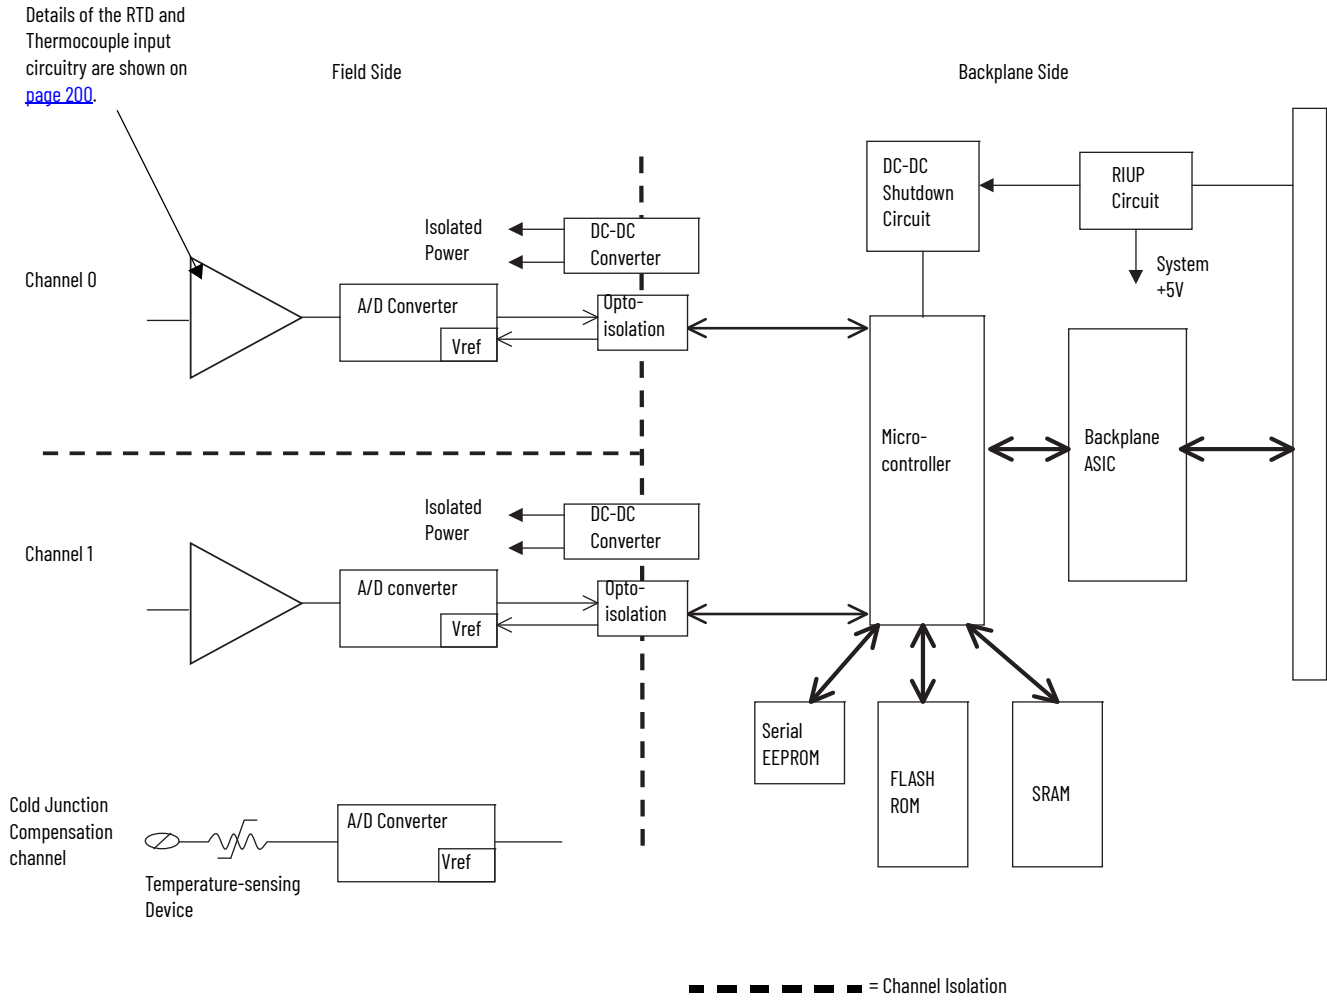 Details of the RTD and
Thermocouple input
circuitry are shown on
page 200.
Field Side
Backplane Side
DC-DC
Shutdown
Circuit
RIUP
Circuit
System
+5V
Isolated
Power
DC-DC
Converter
Channel 0
A/D Converter
Vref
Opto-
isolation
Micro-
controller
Backplane
ASIC
Isolated
Power
DC-DC
Converter
Channel 1
A/D converter
Vref
Opto-
isolation
Serial
EEPROM
FLASH
ROM
SRAM
Cold Junction
Compensation
channel
A/D Converter
Vref
Temperature-sensing
Device
= Channel Isolation